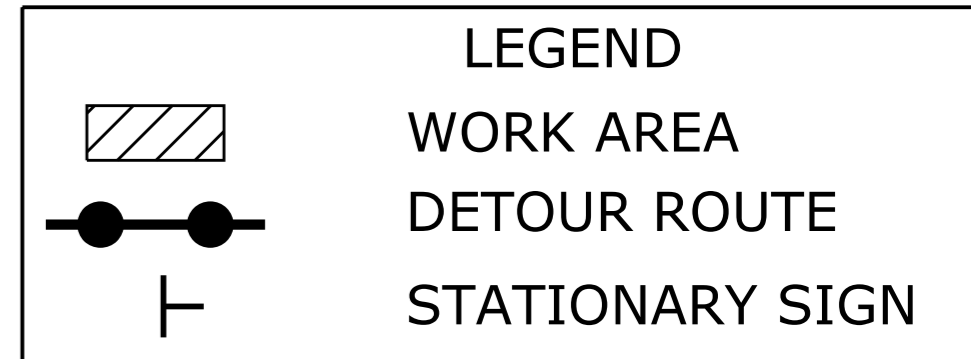 LEGEND
WORK AREA
DETOUR ROUTE
STATIONARY SIGN